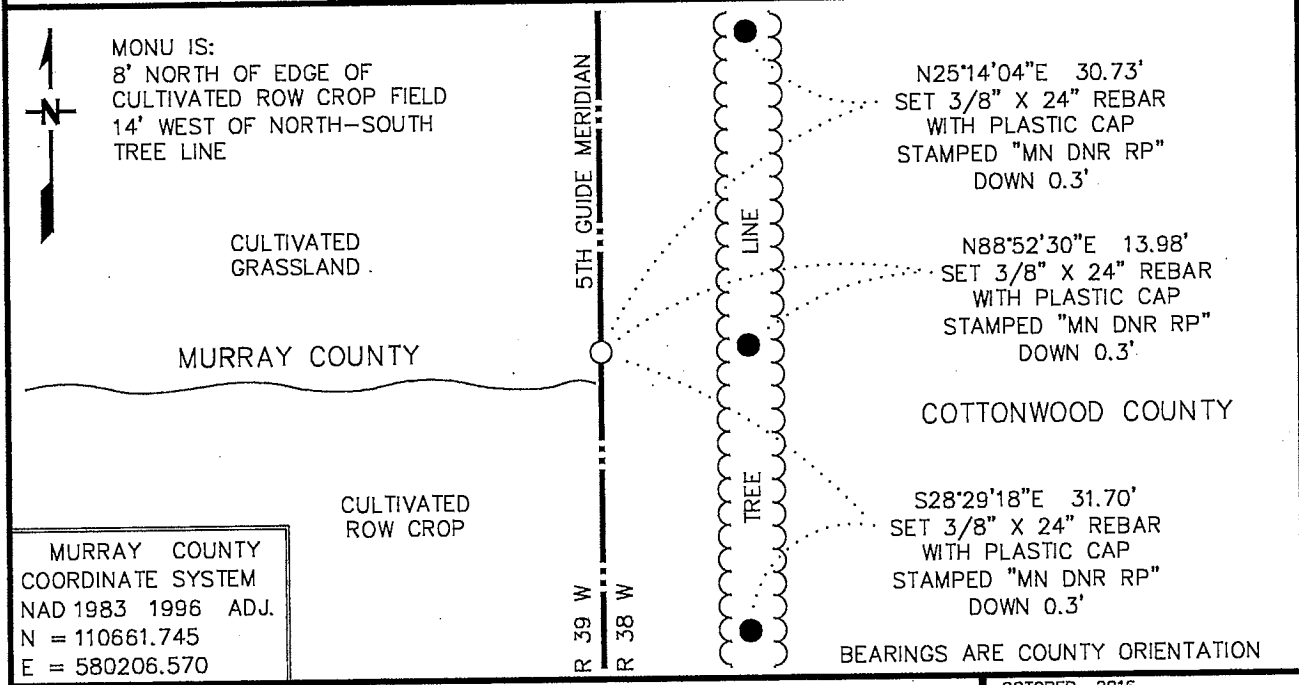 MONU IS:
8' NORTH OF EDGE OF
CULTIVATED ROW CROP FIELD
14' WEST OF NORTH-SOUTH
TREE LINE
N
CULTIVATED
GRASSLAND
MURRAY COUNTY
CULTIVATED
ROW CROP
MURRAY COUNTY
COORDINATE SYSTEM
NAD 1983 1996 ADJ.
N = 110661.745
E = 580206.570
5TH GUIDE MERIDIAN
R 39 W
R 38 W
TREE LINE
N25°14'04"E 30.73'
SET 3/8" X 24" REBAR
WITH PLASTIC CAP
STAMPED "MN DNR RP"
DOWN 0.3'
N88°52'30"E 13.98'
SET 3/8" X 24" REBAR
WITH PLASTIC CAP
STAMPED "MN DNR RP"
DOWN 0.3'
COTTONWOOD COUNTY
S28°29'18"E 31.70'
SET 3/8" X 24" REBAR
WITH PLASTIC CAP
STAMPED "MN DNR RP"
DOWN 0.3'
BEARINGS ARE COUNTY ORIENTATION